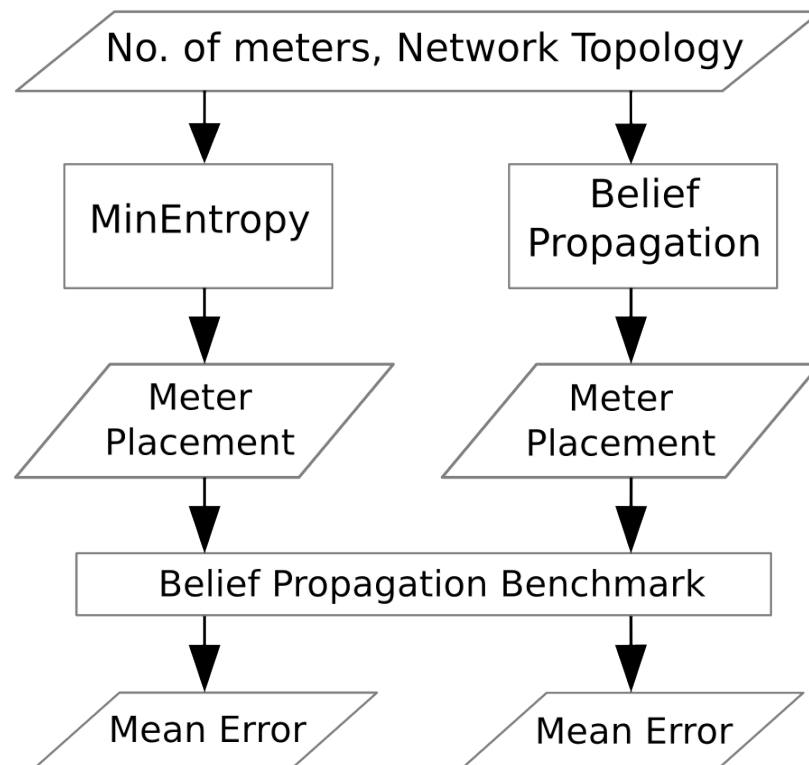 No. of meters, Network Topology
MinEntropy
Belief
Propagation
Meter
Placement
Meter
Placement
Belief Propagation Benchmark
Mean Error
Mean Error